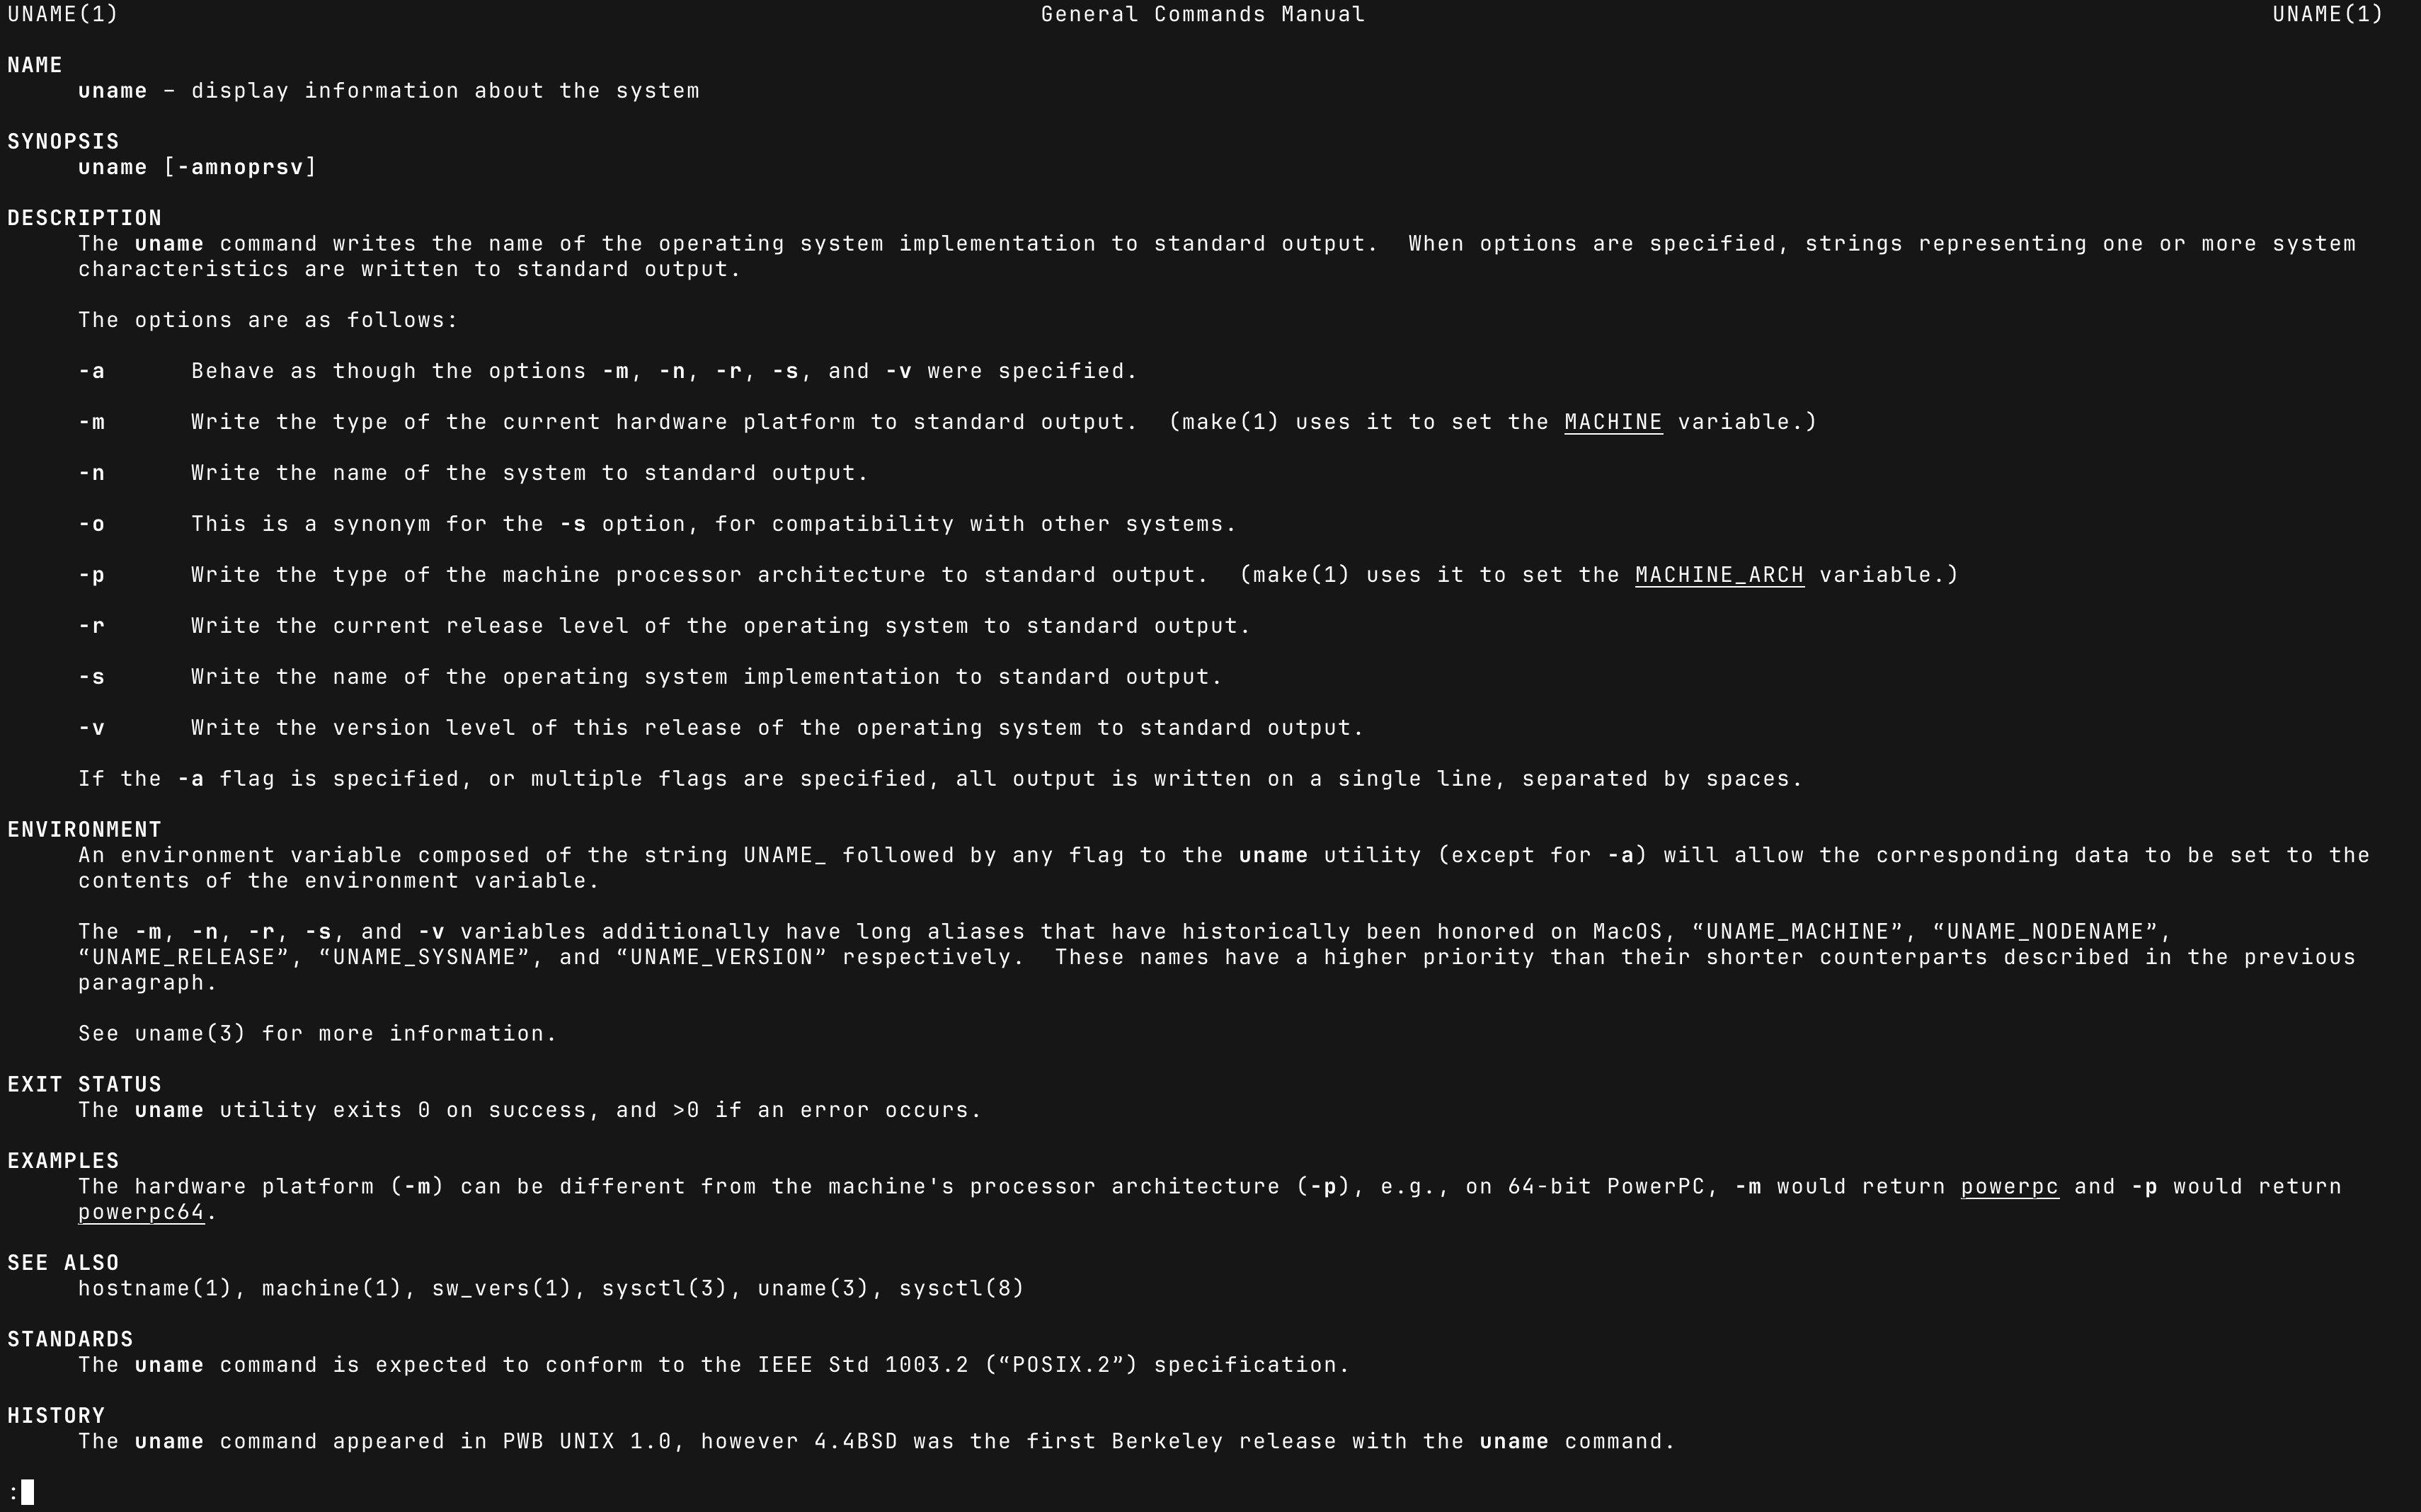 UNAME(1) General Commands Manual UNAME(1)
NAME
uname – display information about the system
SYNOPSIS
uname [-amnoprsv]
DESCRIPTION
The uname command writes the name of the operating system implementation to standard output.  When options are specified, strings representing one or more system
characteristics are written to standard output.
The options are as follows:
-a      Behave as though the options -m, -n, -r, -s, and -v were specified.
-m      Write the type of the current hardware platform to standard output.  (make(1) uses it to set the MACHINE variable.)
-n      Write the name of the system to standard output.
-o      This is a synonym for the -s option, for compatibility with other systems.
-p      Write the type of the machine processor architecture to standard output.  (make(1) uses it to set the MACHINE_ARCH variable.)
-r      Write the current release level of the operating system to standard output.
-s      Write the name of the operating system implementation to standard output.
-v      Write the version level of this release of the operating system to standard output.
If the -a flag is specified, or multiple flags are specified, all output is written on a single line, separated by spaces.
ENVIRONMENT
An environment variable composed of the string UNAME_ followed by any flag to the uname utility (except for -a) will allow the corresponding data to be set to the
contents of the environment variable.
The -m, -n, -r, -s, and -v variables additionally have long aliases that have historically been honored on MacOS, “UNAME_MACHINE”, “UNAME_NODENAME”,
“UNAME_RELEASE”, “UNAME_SYSNAME”, and “UNAME_VERSION” respectively.  These names have a higher priority than their shorter counterparts described in the previous
paragraph.
See uname(3) for more information.
EXIT STATUS
The uname utility exits 0 on success, and >0 if an error occurs.
EXAMPLES
The hardware platform (-m) can be different from the machine's processor architecture (-p), e.g., on 64-bit PowerPC, -m would return powerpc and -p would return
powerpc64.
SEE ALSO
hostname(1), machine(1), sw_vers(1), sysctl(3), uname(3), sysctl(8)
STANDARDS
The uname command is expected to conform to the IEEE Std 1003.2 (“POSIX.2”) specification.
HISTORY
The uname command appeared in PWB UNIX 1.0, however 4.4BSD was the first Berkeley release with the uname command.
: